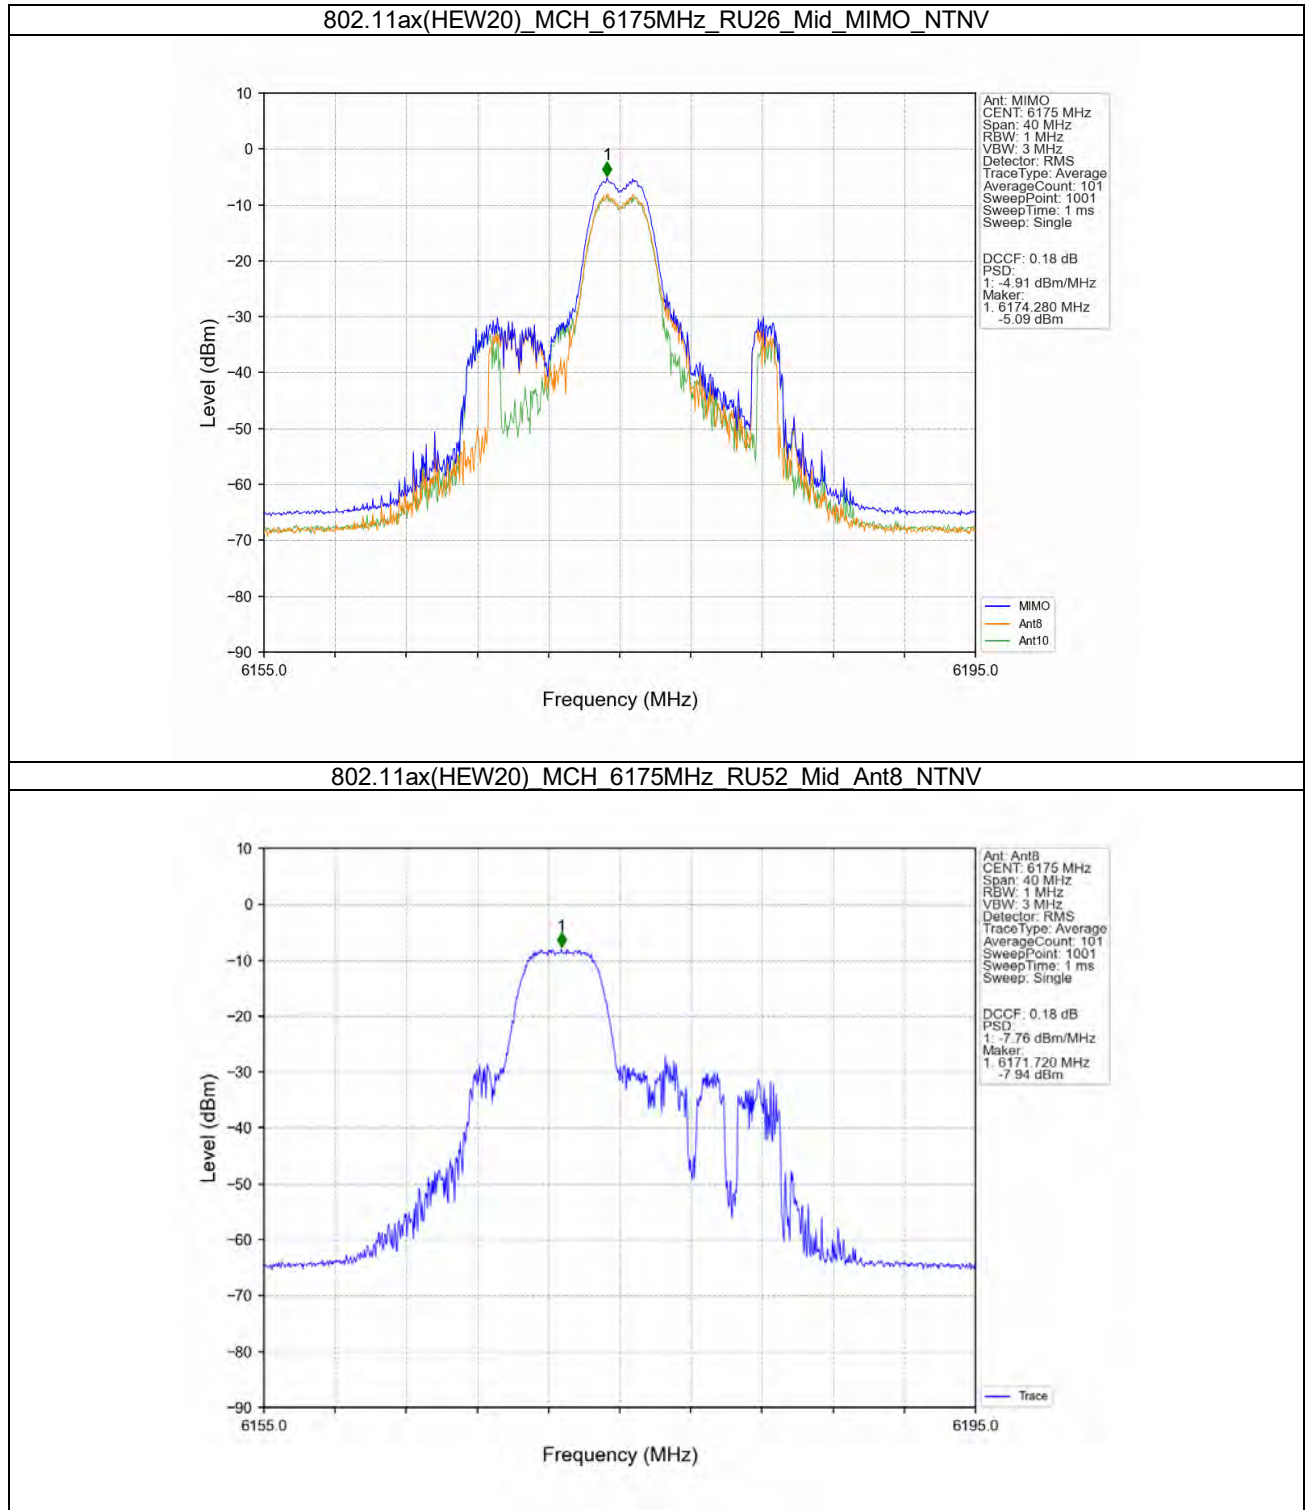 802.11ax(HEW20)_MCH_6175MHz_RU26_Mid_MIMO_NTNV
10
0
−10
−20
−30
−40
−50
−60
−70
−80
−90
Level (dBm)
1
6155.0
6195.0
Frequency (MHz)
Ant: MIMO
CENT: 6175 MHz
Span: 40 MHz
RBW: 1 MHz
VBW: 3 MHz
Detector: RMS
TraceType: Average
AverageCount: 101
SweepPoint: 1001
SweepTime: 1 ms
Sweep: Single
DCCF: 0.18 dB
PSD:
1: -4.91 dBm/MHz
Maker:
1. 6174.280 MHz
-5.09 dBm
MIMO
Ant8
Ant10
802.11ax(HEW20)_MCH_6175MHz_RU52_Mid_Ant8_NTNV
10
0
−10
−20
−30
−40
−50
−60
−70
−80
−90
Level (dBm)
1
6155.0
6195.0
Frequency (MHz)
Ant: Ant8
CENT: 6175 MHz
Span: 40 MHz
RBW: 1 MHz
VBW: 3 MHz
Detector: RMS
TraceType: Average
AverageCount: 101
SweepPoint: 1001
SweepTime: 1 ms
Sweep: Single
DCCF: 0.18 dB
PSD:
1: -7.76 dBm/MHz
Maker:
1. 6171.720 MHz
-7.94 dBm
Trace